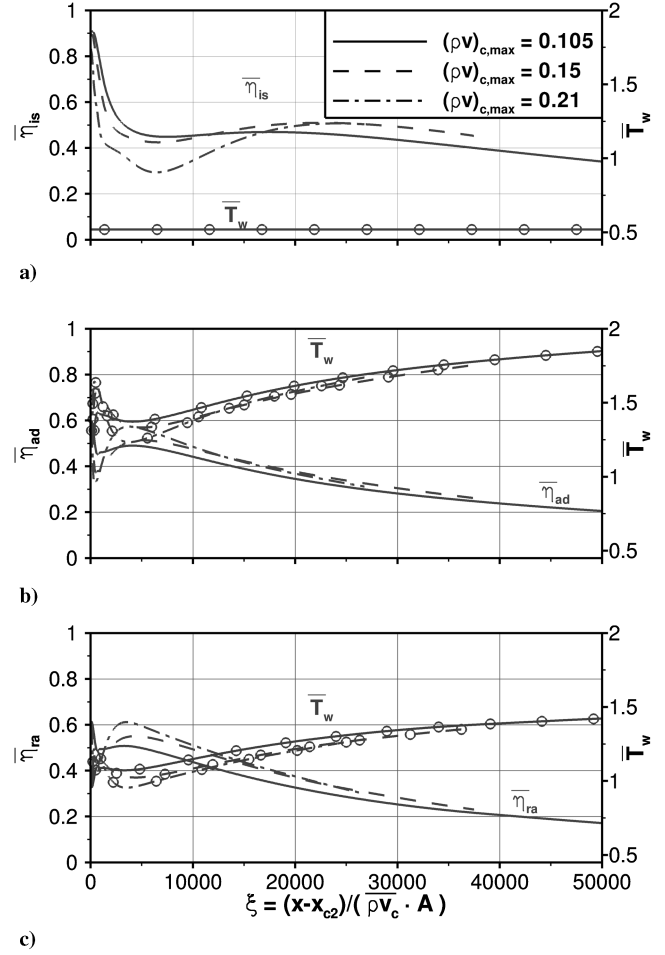 1
0.8
0.6
0.4
0.2
0
η̅is
η̅is
T̅w
(ρv)c,max = 0.105
(ρv)c,max = 0.15
(ρv)c,max = 0.21
2
1.5
1
0.5
T̅w
a)
1
0.8
0.6
0.4
0.2
0
η̅ad
T̅w
η̅ad
2
1.5
1
0.5
T̅w
b)
1
0.8
0.6
0.4
0.2
0
η̅ra
T̅w
η̅ra
2
1.5
1
0.5
T̅w
0 10000 20000 30000 40000 50000
ξ = (x-xc2)/( ρ̅v̅c · A )
c)